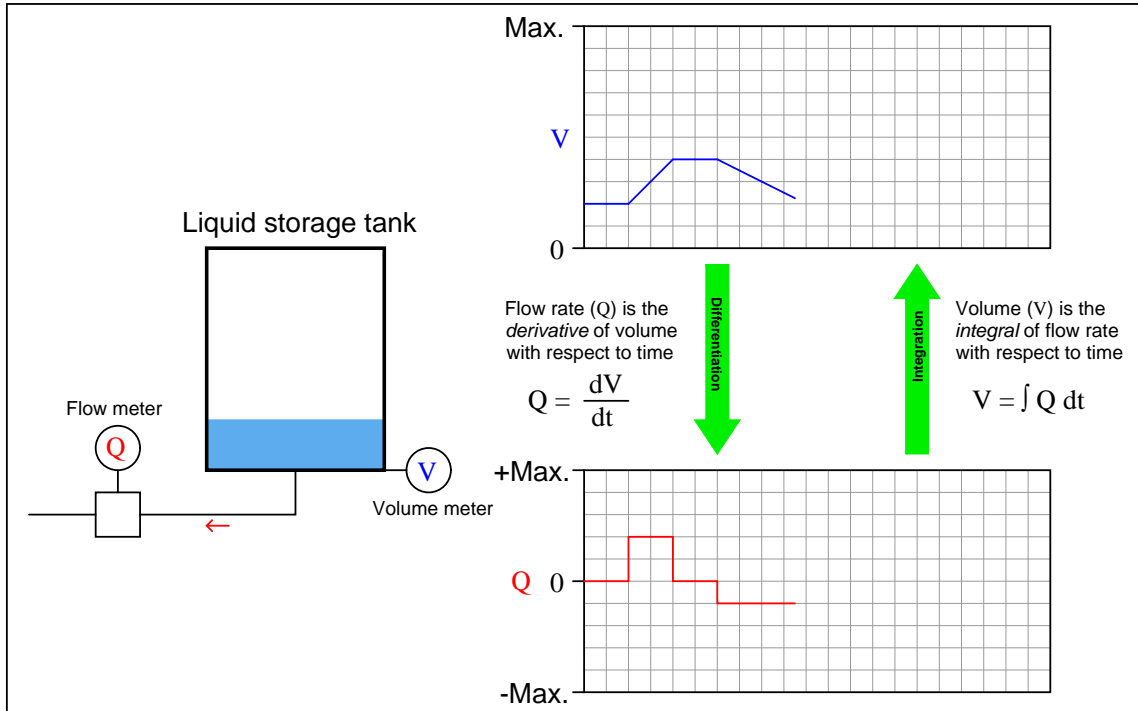 Max.
V
0
Liquid storage tank
Flow meter
Q
V
Volume meter
Flow rate (Q) is the
derivative of volume
with respect to time
Q = dV
dt
Differentiation
Integration
Volume (V) is the
integral of flow rate
with respect to time
V = ∫ Q dt
+Max.
Q 0
-Max.